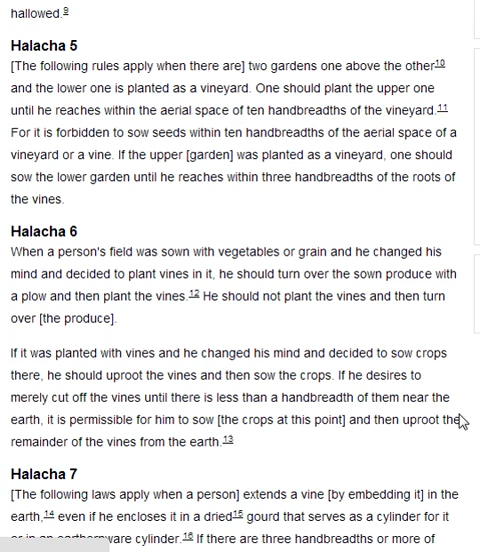 hallowed.9
Halacha 5
[The following rules apply when there are] two gardens one above the other10
and the lower one is planted as a vineyard. One should plant the upper one
until he reaches within the aerial space of ten handbreadths of the vineyard.11
For it is forbidden to sow seeds within ten handbreadths of the aerial space of a
vineyard or a vine. If the upper [garden] was planted as a vineyard, one should
sow the lower garden until he reaches within three handbreadths of the roots of
the vines.
Halacha 6
When a person's field was sown with vegetables or grain and he changed his
mind and decided to plant vines in it, he should turn over the sown produce with
a plow and then plant the vines.12 He should not plant the vines and then turn
over [the produce].
If it was planted with vines and he changed his mind and decided to sow crops
there, he should uproot the vines and then sow the crops. If he desires to
merely cut off the vines until there is less than a handbreadth of them near the
earth, it is permissible for him to sow [the crops at this point] and then uproot the
remainder of the vines from the earth.13
Halacha 7
[The following laws apply when a person] extends a vine [by embedding it] in the
earth,14 even if he encloses it in a dried15 gourd that serves as a cylinder for it
or in an earthenware cylinder.16 If there are three handbreadths or more of